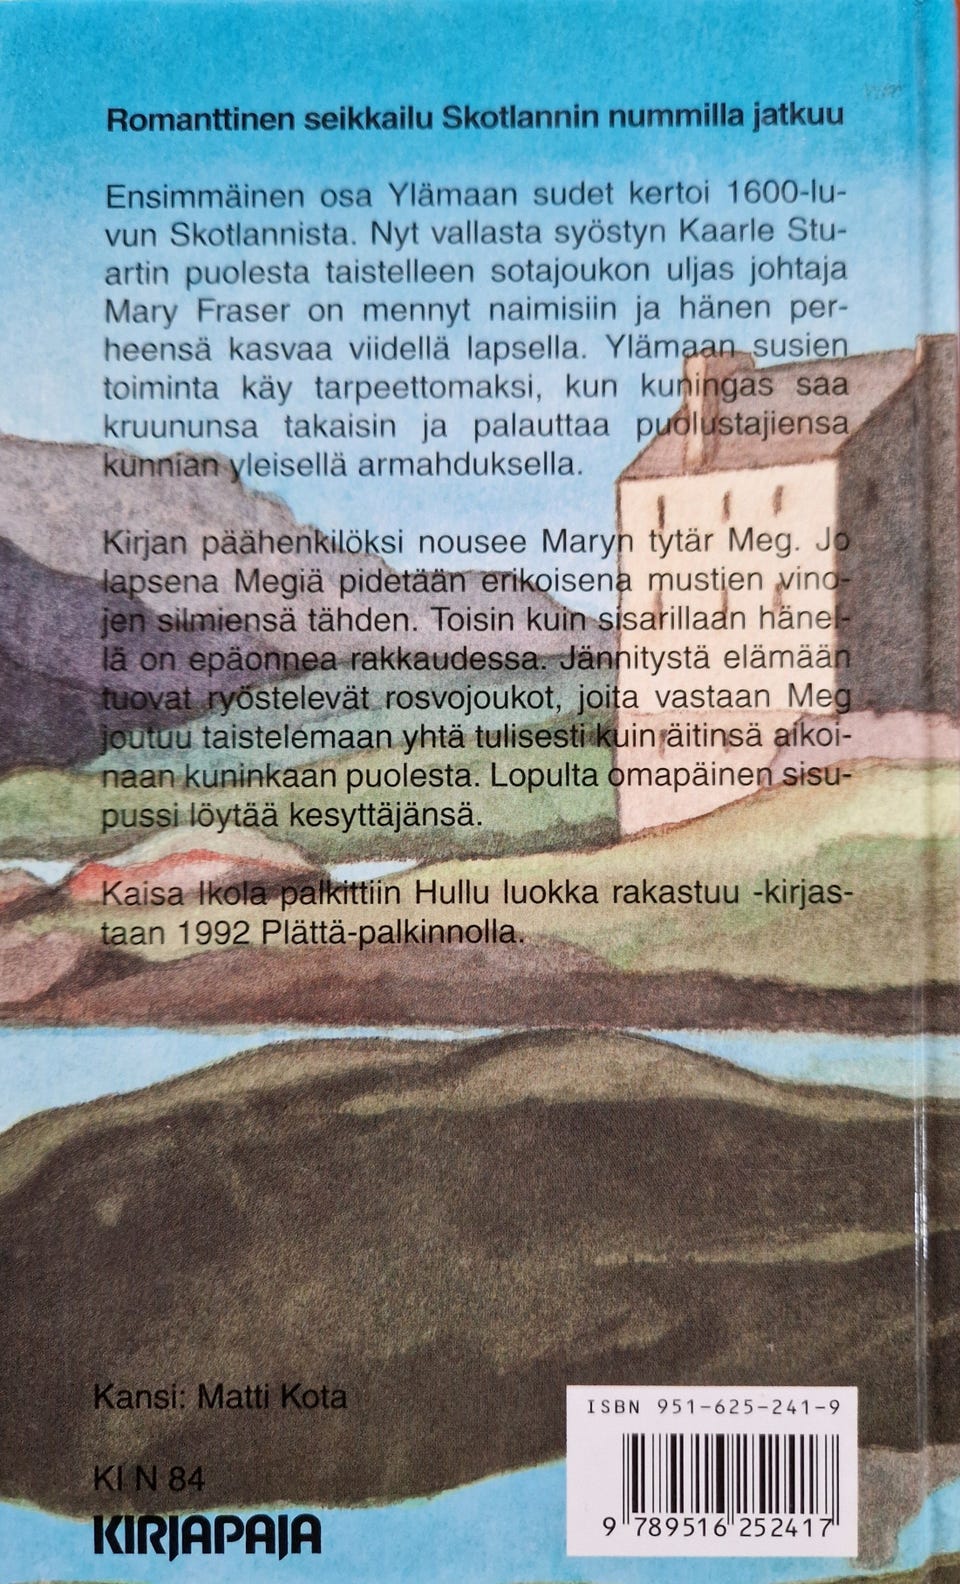 Romanttinen seikkailu Skotlannin nummilla jatkuu
Ensimmäinen osa Ylämaan sudet kertoi 1600-lu-
vun Skotlannista. Nyt vallasta syöstyn Kaarle Stu-
artin puolesta taistelleen sotajoukon uljas johtaja
Mary Fraser on mennyt naimisiin ja hänen per-
heensä kasvaa viidellä lapsella. Ylämaan susien
toiminta käy tarpeettomaksi, kun kuningas saa
kruununsa takaisin ja palauttaa puolustajiensa
kunnian yleisellä armahduksella.
Kirjan päähenkilöksi nousee Maryn tytär Meg. Jo
lapsena Megiä pidetään erikoisena mustien vino-
jen silmiensä tähden. Toisin kuin sisarillaan hänel-
lä on epäonnea rakkaudessa. Jännitystä elämään
tuovat ryöstelevät rosvojoukot, joita vastaan Meg
joutuu taistelemaan yhtä tulisesti kuin äitinsä aikoi-
naan kuninkaan puolesta. Lopulta omapäinen sisu-
pussi löytää kesyttäjänsä.
Kaisa Ikola palkittiin Hullu luokka rakastuu -kirjas-
taan 1992 Plättä-palkinnolla.
Kansi: Matti Kota
KI N 84
KIRJAPAJA
ISBN 951-625-241-9
9 789516 252417